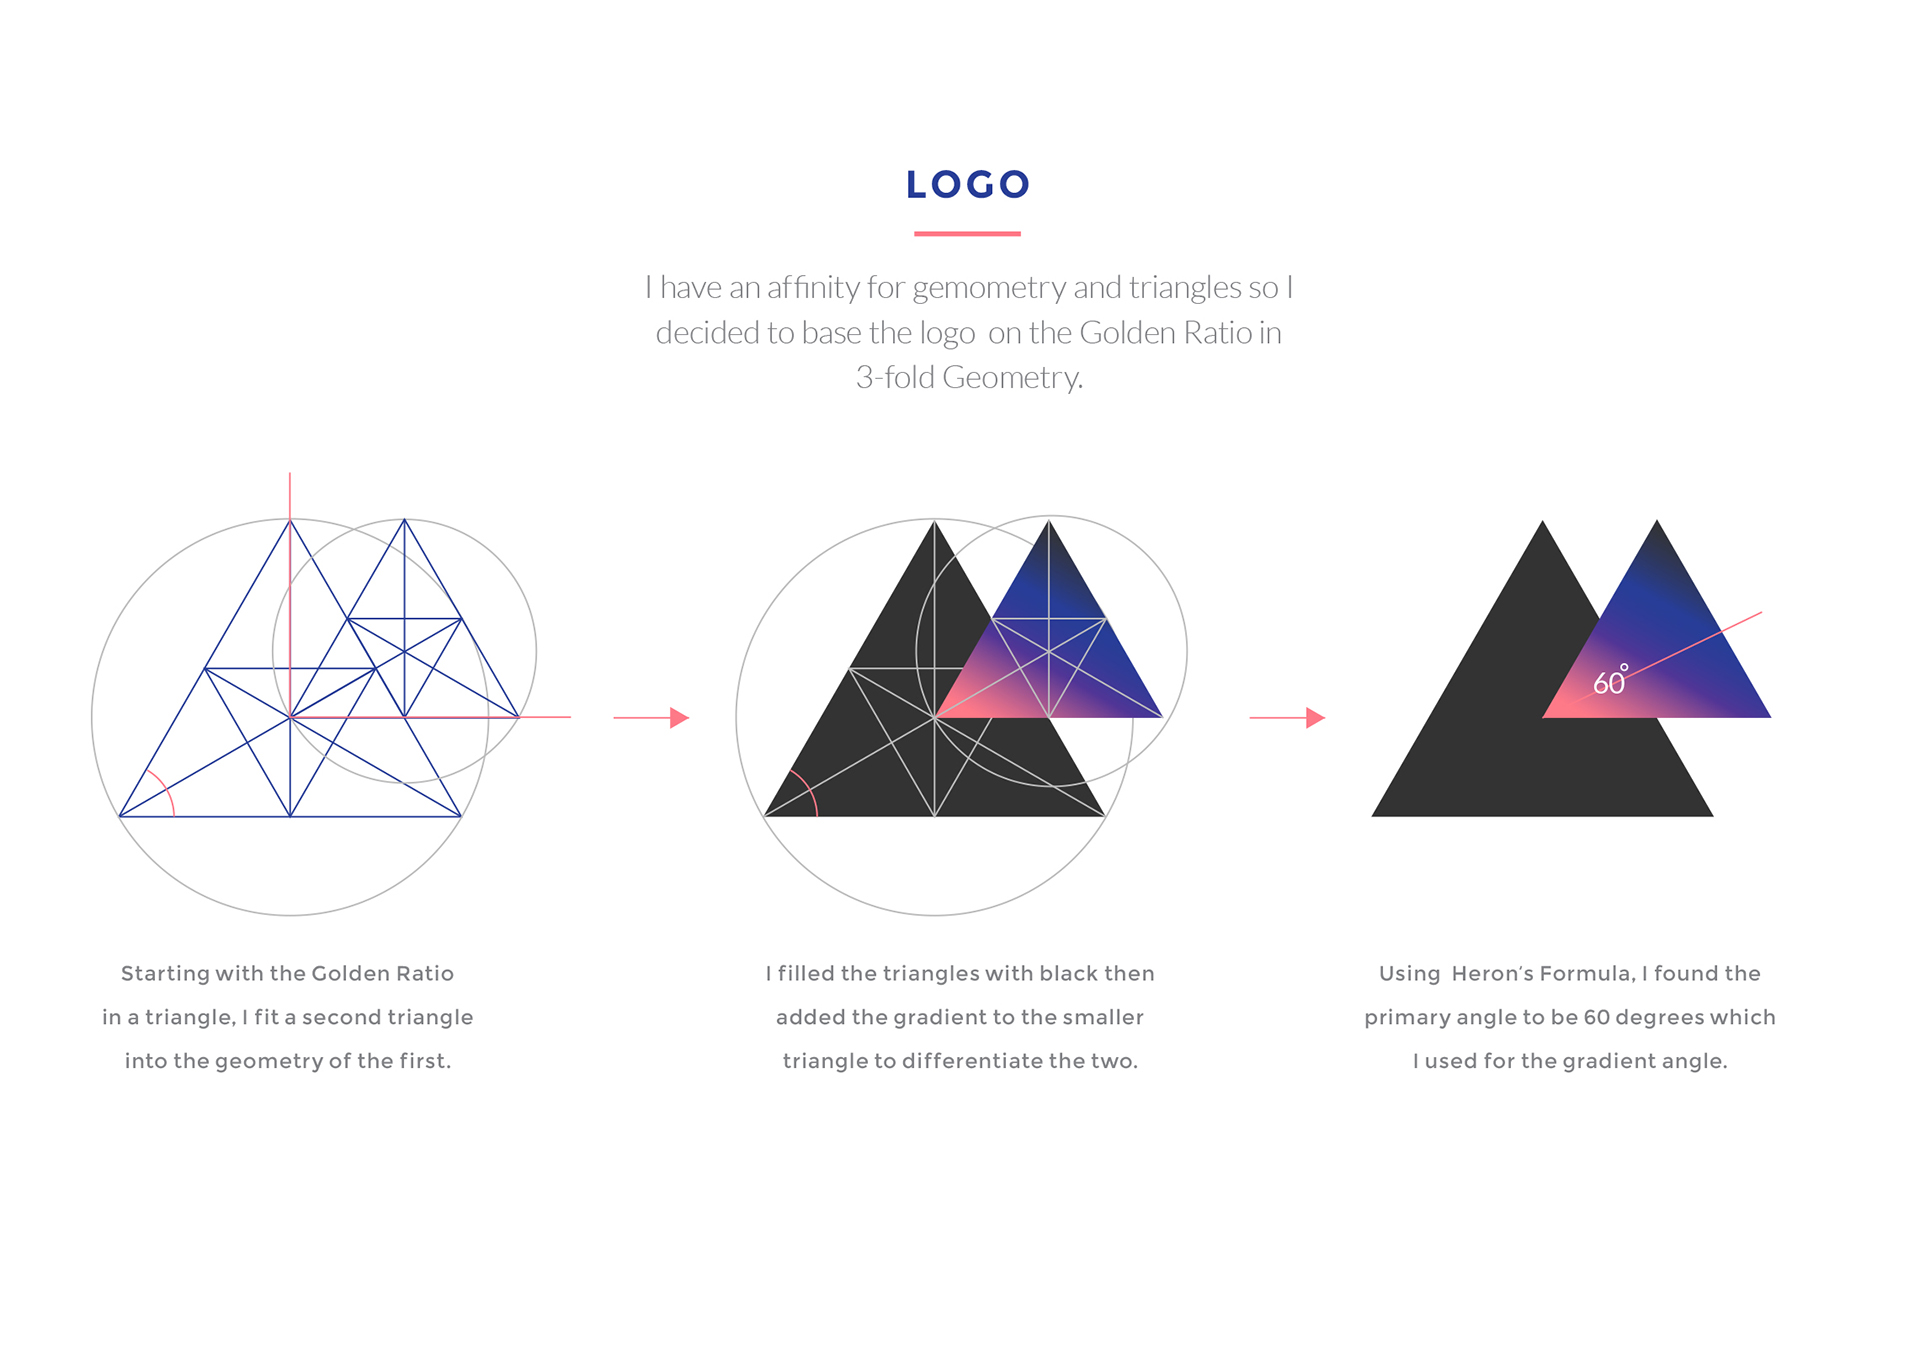 LOGO
I have an affinity for gemometry and triangles so I
decided to base the logo on the Golden Ratio in
3-fold Geometry.
60°
Starting with the Golden Ratio
in a triangle, I fit a second triangle
into the geometry of the first.
I filled the triangles with black then
added the gradient to the smaller
triangle to differentiate the two.
Using Heron's Formula, I found the
primary angle to be 60 degrees which
I used for the gradient angle.